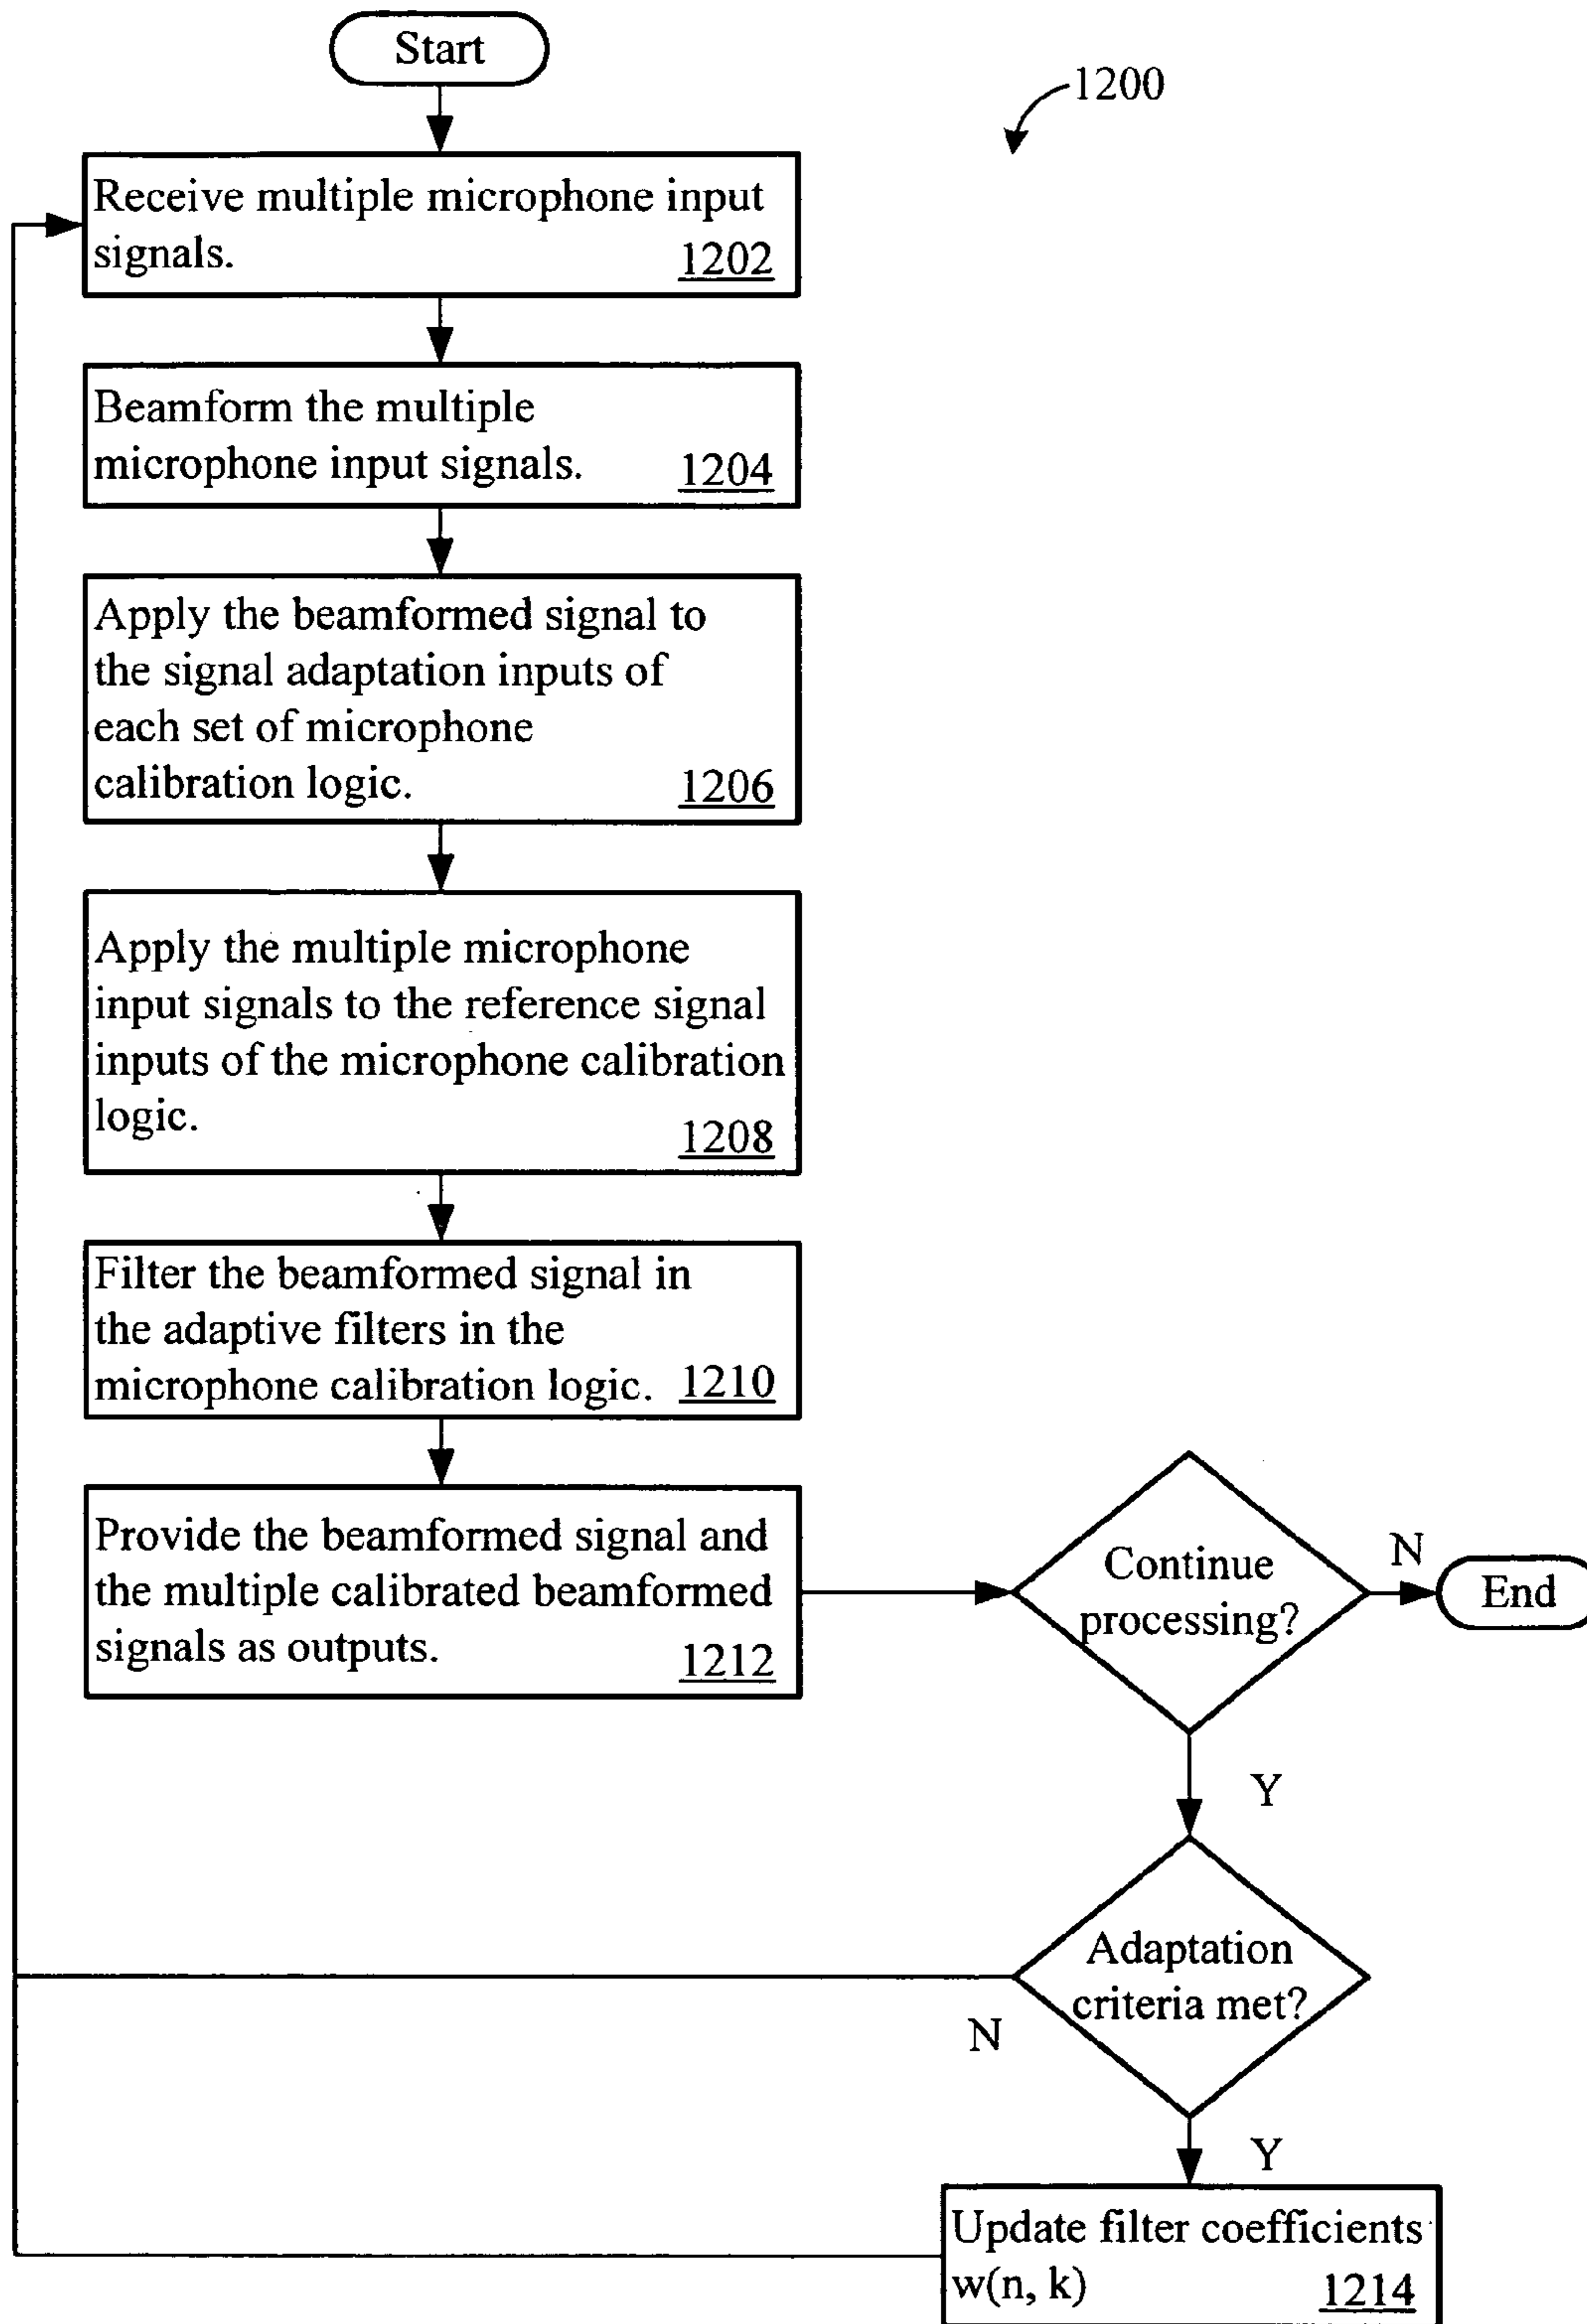 Start
1200
Receive multiple microphone input
signals. 1202
Beamform the multiple
microphone input signals. 1204
Apply the beamformed signal to
the signal adaptation inputs of
each set of microphone
calibration logic. 1206
Apply the multiple microphone
input signals to the reference signal
inputs of the microphone calibration
logic. 1208
Filter the beamformed signal in
the adaptive filters in the
microphone calibration logic. 1210
Provide the beamformed signal and
the multiple calibrated beamformed
signals as outputs. 1212
Continue
processing?
N
End
Y
Adaptation
criteria met?
N
Y
Update filter coefficients
w(n, k) 1214